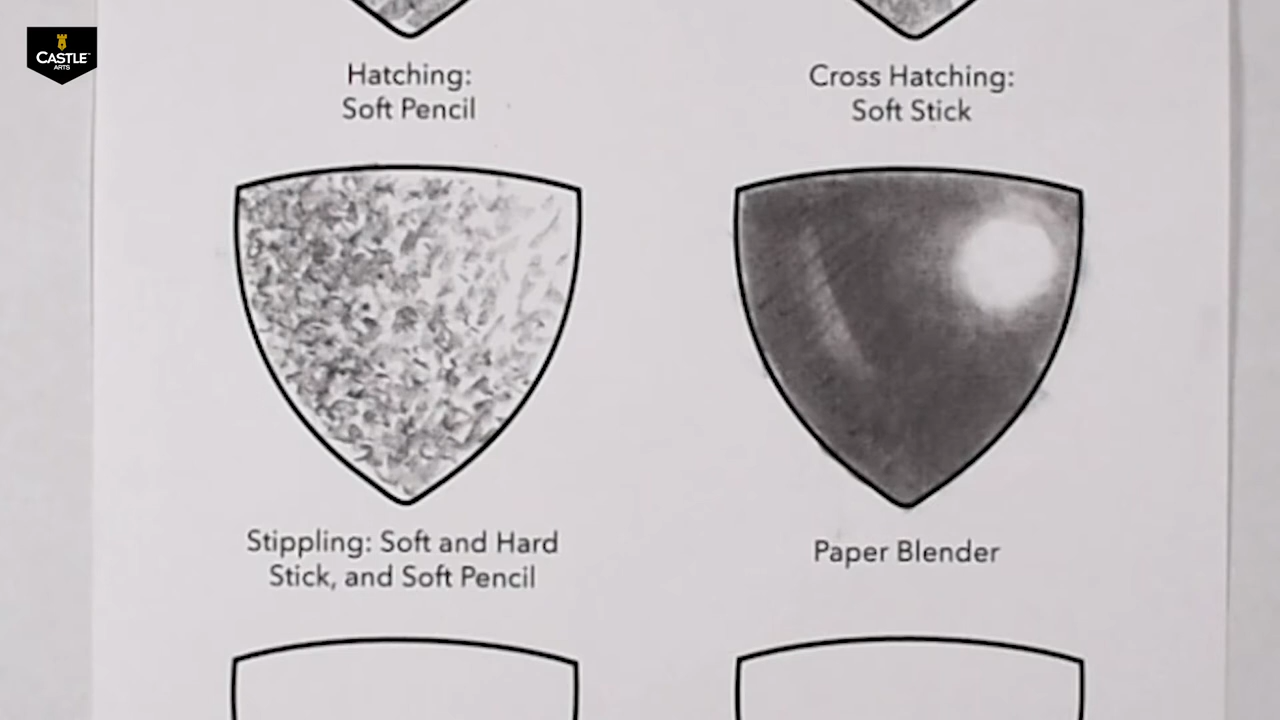 CASTLE
ARTS
Hatching:
Soft Pencil
Cross Hatching:
Soft Stick
Stippling: Soft and Hard
Stick, and Soft Pencil
Paper Blender